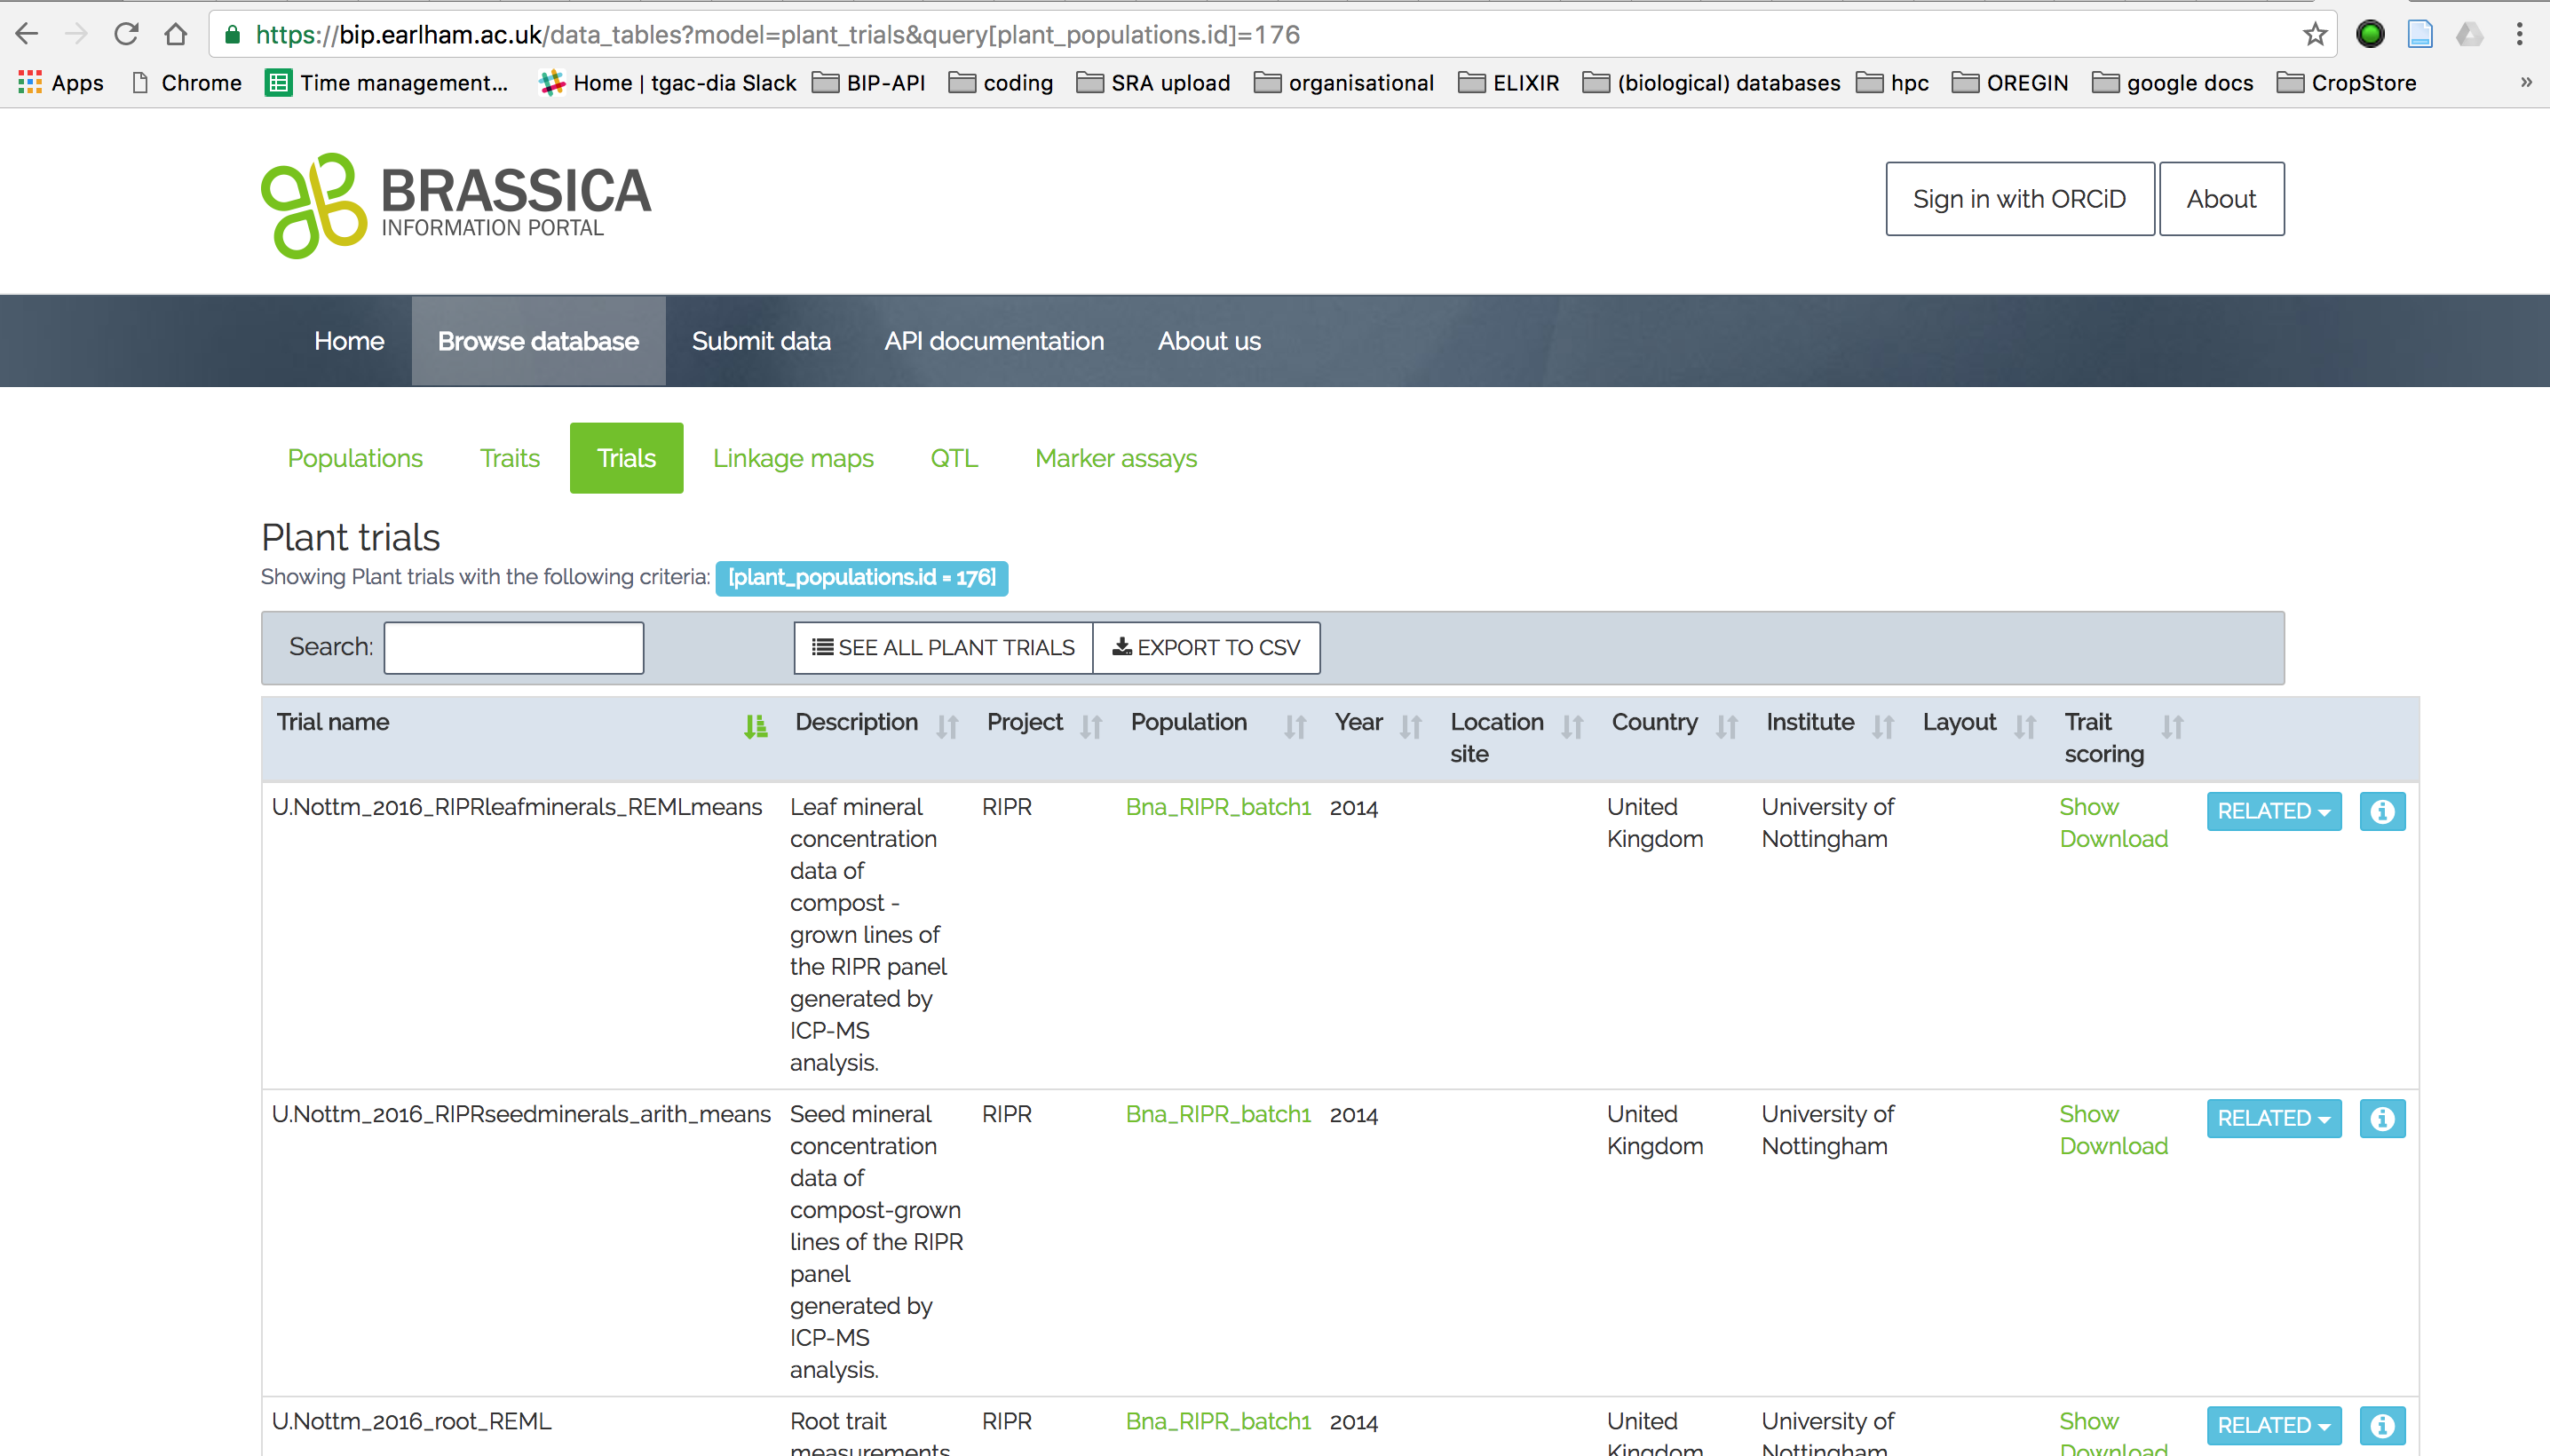 https://bip.earlham.ac.uk/data_tables?model=plant_trials&query[plant_populations.id]=176
Apps Chrome Time management... Home | tgac-dia Slack BIP-API coding SRA upload organisational ELIXIR (biological) databases hpc OREGIN google docs CropStore »
BRASSICA
INFORMATION PORTAL
Sign in with ORCiD About
Home Browse database Submit data API documentation About us
Populations Traits Trials Linkage maps QTL Marker assays
Plant trials
Showing Plant trials with the following criteria: [plant_populations.id = 176]
Search: SEE ALL PLANT TRIALS EXPORT TO CSV
Trial name Description Project Population Year Location Country Institute Layout Trait
site scoring
U.Nottm_2016_RIPRleafminerals_REMLmeans Leaf mineral RIPR Bna_RIPR_batch1 2014 United University of Show RELATED
concentration Kingdom Nottingham Download
data of
compost -
grown lines of
the RIPR panel
generated by
ICP-MS
analysis.
U.Nottm_2016_RIPRseedminerals_arith_means Seed mineral RIPR Bna_RIPR_batch1 2014 United University of Show RELATED
concentration Kingdom Nottingham Download
data of
compost-grown
lines of the RIPR
panel
generated by
ICP-MS
analysis.
U.Nottm_2016_root_REML Root trait RIPR Bna_RIPR_batch1 2014 United University of Show RELATED
measurements Kingdom Nottingham Download